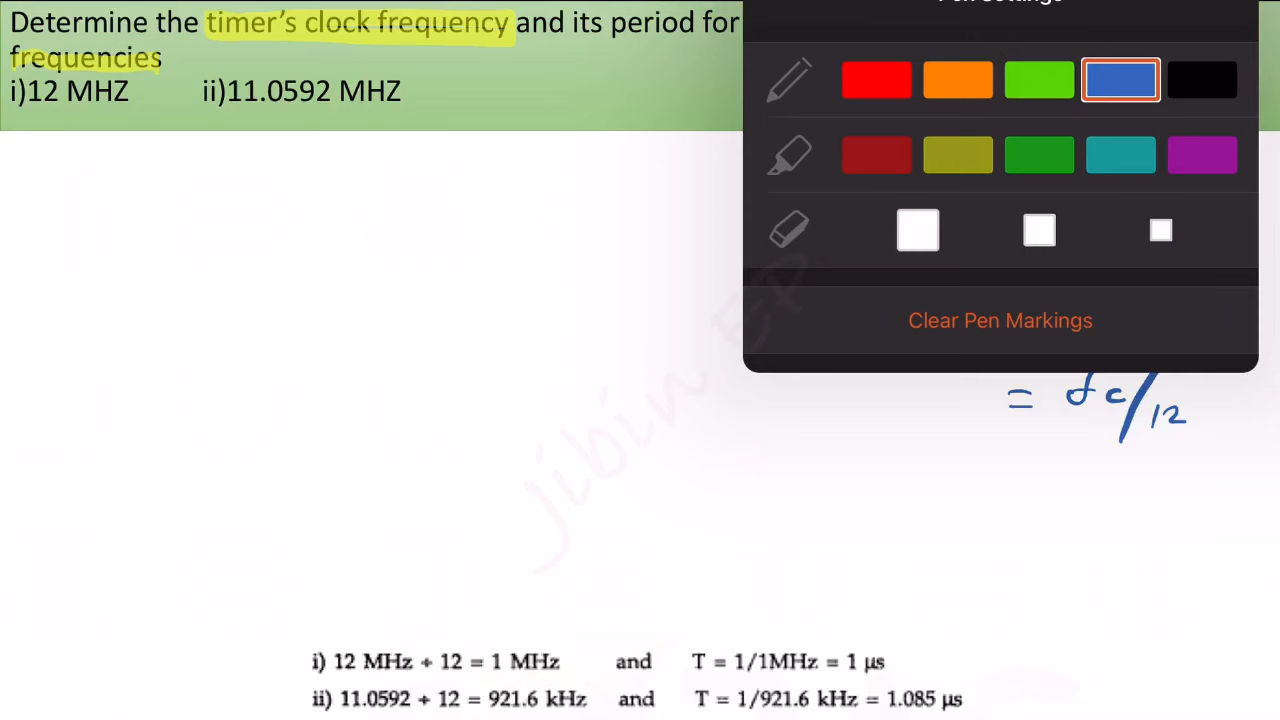 Determine the timer's clock frequency and its period for
frequencies
i)12 MHZ ii)11.0592 MHZ
Clear Pen Markings
= fc/12
jibin EP
i) 12 MHz ÷ 12 = 1 MHz and T = 1/1MHz = 1 µs
ii) 11.0592 ÷ 12 = 921.6 kHz and T = 1/921.6 kHz = 1.085 µs